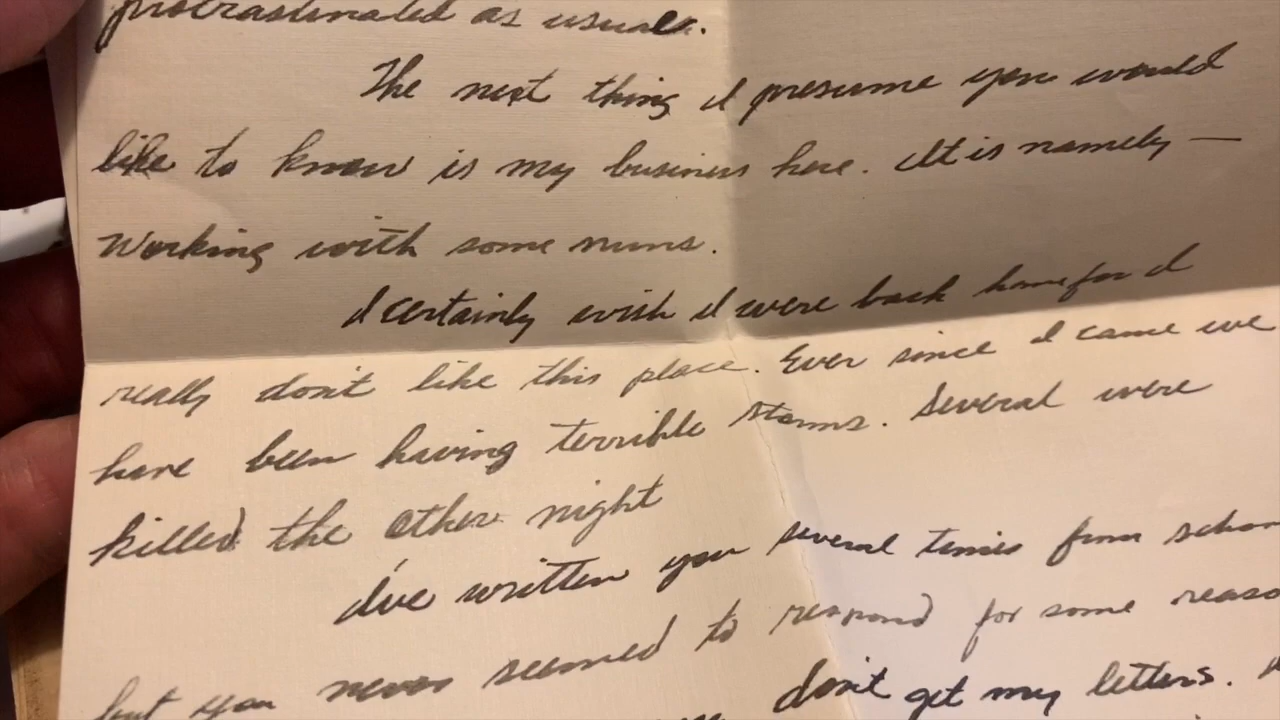 procrastinated as usual.
The next thing I presume you would
like to know is my business here. It is namely —
Working with some nuns.
I certainly wish I were back home for I
really don't like this place. Ever since I came we
have been having terrible storms. Several were
killed the other night
I've written you several times from
but you never seemed to respond for some
don't get my letters.